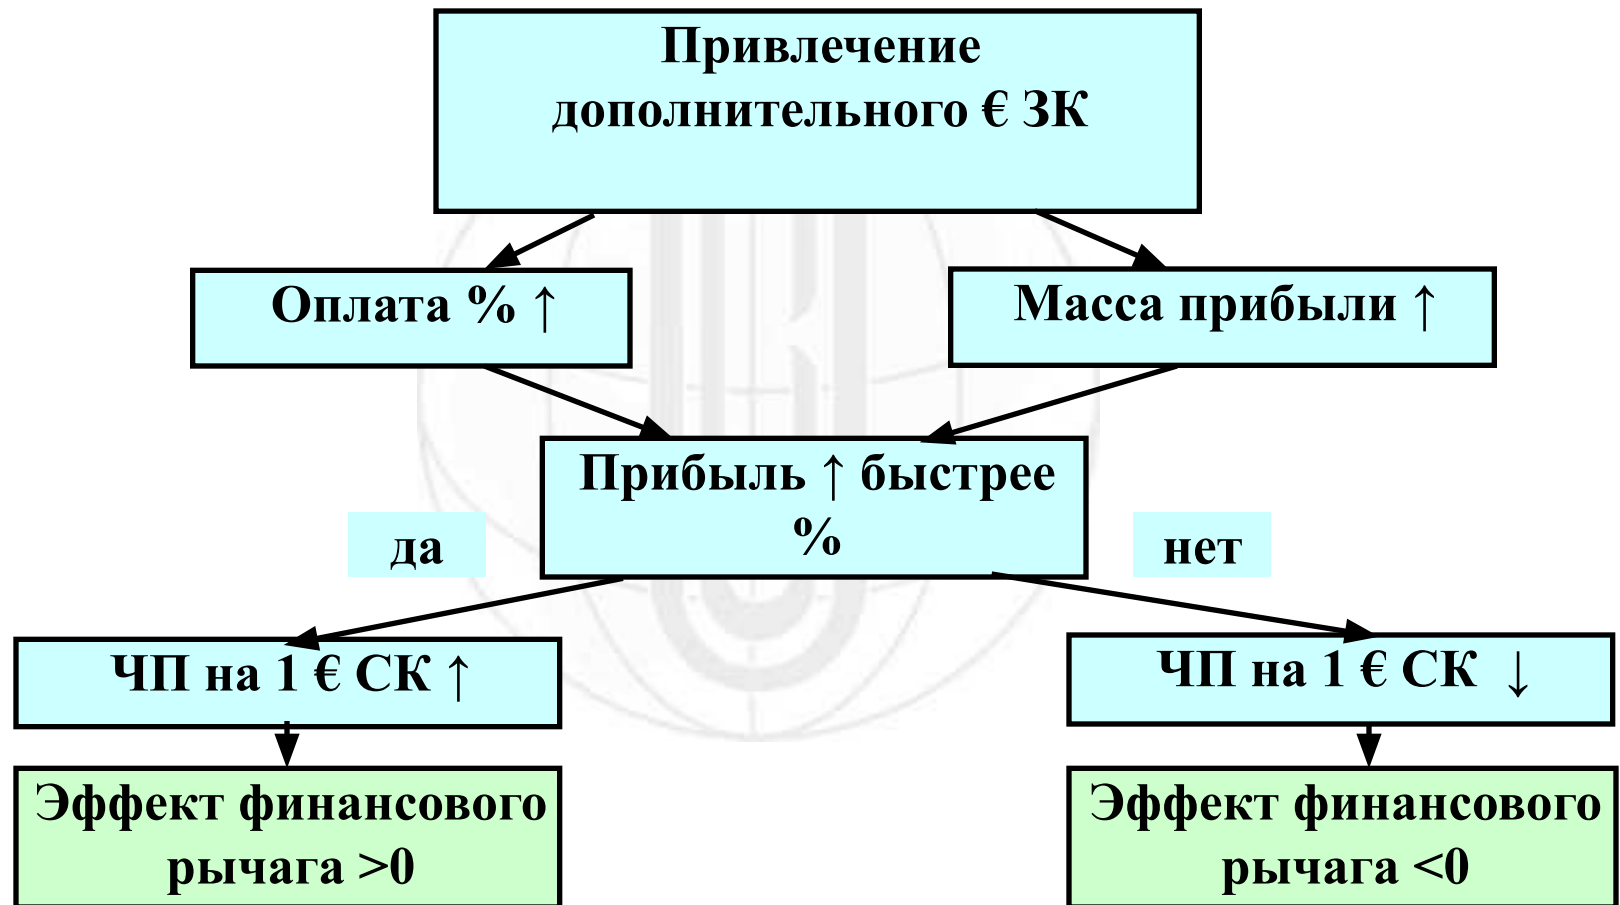 Привлечение
дополнительного € ЗК
Оплата % ↑
Масса прибыли ↑
Прибыль ↑ быстрее
%
да
нет
ЧП на 1 € СК ↑
ЧП на 1 € СК ↓
Эффект финансового
рычага >0
Эффект финансового
рычага <0